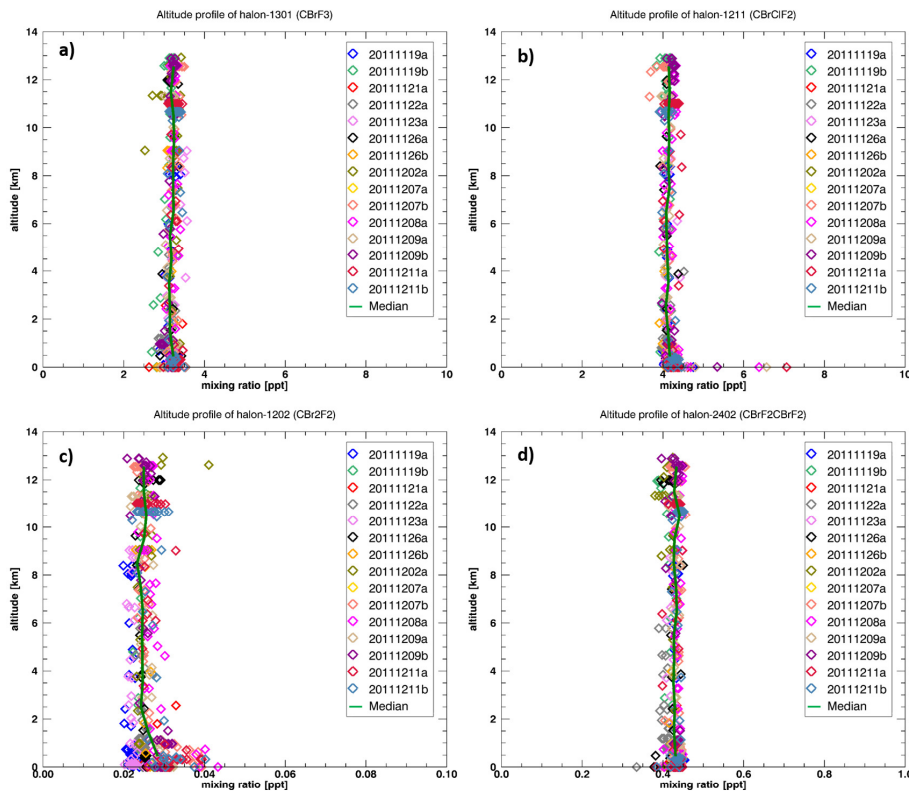 Altitude profile of halon-1301 (CBrF3)
a)
altitude [km]
14
12
10
8
6
4
2
0
0
2
4
6
8
10
mixing ratio [ppt]
20111119a
20111119b
20111121a
20111122a
20111123a
20111126a
20111126b
20111202a
20111207a
20111207b
20111208a
20111209a
20111209b
20111211a
20111211b
Median
Altitude profile of halon-1211 (CBrClF2)
b)
altitude [km]
14
12
10
8
6
4
2
0
0
2
4
6
8
10
mixing ratio [ppt]
20111119a
20111119b
20111121a
20111122a
20111123a
20111126a
20111126b
20111202a
20111207a
20111207b
20111208a
20111209a
20111209b
20111211a
20111211b
Median
Altitude profile of halon-1202 (CBr2F2)
c)
altitude [km]
14
12
10
8
6
4
2
0
0.00
0.02
0.04
0.06
0.08
0.10
mixing ratio [ppt]
20111119a
20111119b
20111121a
20111122a
20111123a
20111126a
20111126b
20111202a
20111207a
20111207b
20111208a
20111209a
20111209b
20111211a
20111211b
Median
Altitude profile of halon-2402 (CBrF2CBrF2)
d)
altitude [km]
14
12
10
8
6
4
2
0
0.0
0.2
0.4
0.6
0.8
1.0
mixing ratio [ppt]
20111119a
20111119b
20111121a
20111122a
20111123a
20111126a
20111126b
20111202a
20111207a
20111207b
20111208a
20111209a
20111209b
20111211a
20111211b
Median